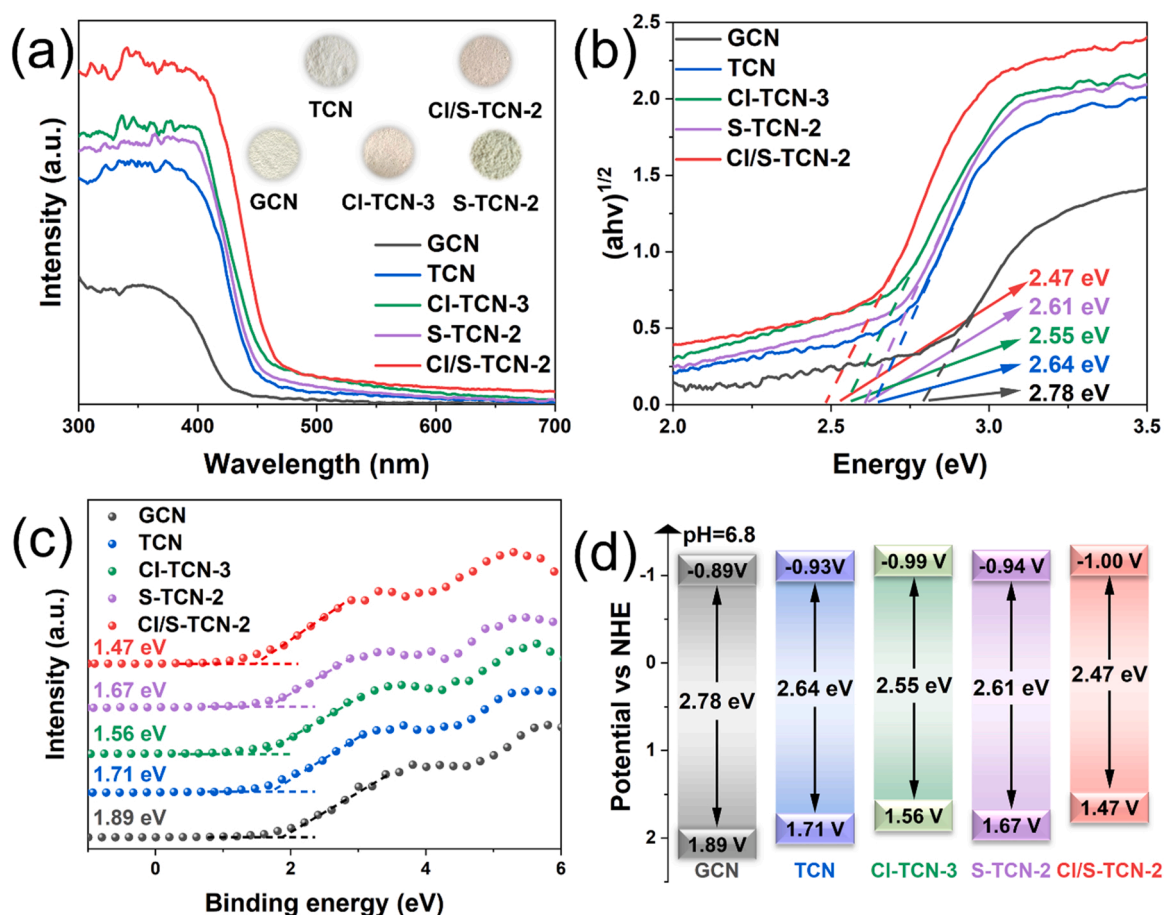 (a)
TCN
Cl/S-TCN-2
GCN
Cl-TCN-3
S-TCN-2
GCN
TCN
Cl-TCN-3
S-TCN-2
Cl/S-TCN-2
Intensity (a.u.)
300 400 500 600 700
Wavelength (nm)
(b)
GCN
TCN
Cl-TCN-3
S-TCN-2
Cl/S-TCN-2
2.5
2.0
1.5
1.0
0.5
0.0
(ahv)1/2
2.47 eV
2.61 eV
2.55 eV
2.64 eV
2.78 eV
2.0 2.5 3.0 3.5
Energy (eV)
(c)
GCN
TCN
Cl-TCN-3
S-TCN-2
Cl/S-TCN-2
Intensity (a.u.)
1.47 eV
1.67 eV
1.56 eV
1.71 eV
1.89 eV
0 2 4 6
Binding energy (eV)
(d)
pH=6.8
Potential vs NHE
-1
0
1
2
-0.89V -0.93V -0.99 V -0.94 V -1.00 V
2.78 eV 2.64 eV 2.55 eV 2.61 eV 2.47 eV
1.89 V 1.71 V 1.56 V 1.67 V 1.47 V
GCN TCN Cl-TCN-3 S-TCN-2 Cl/S-TCN-2